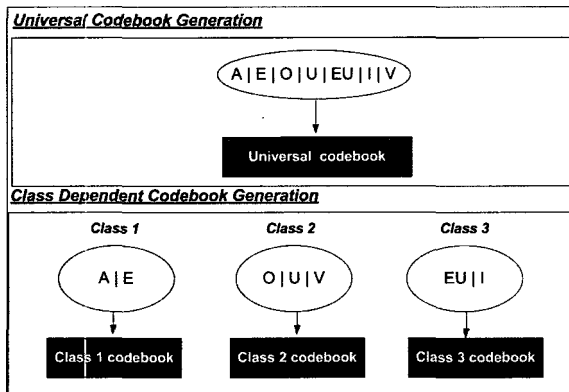 Universal Codebook Generation
A | E | O | U | EU | I | V
Universal codebook
Class Dependent Codebook Generation
Class 1 Class 2 Class 3
A | E O | U | V EU | I
Class 1 codebook Class 2 codebook Class 3 codebook